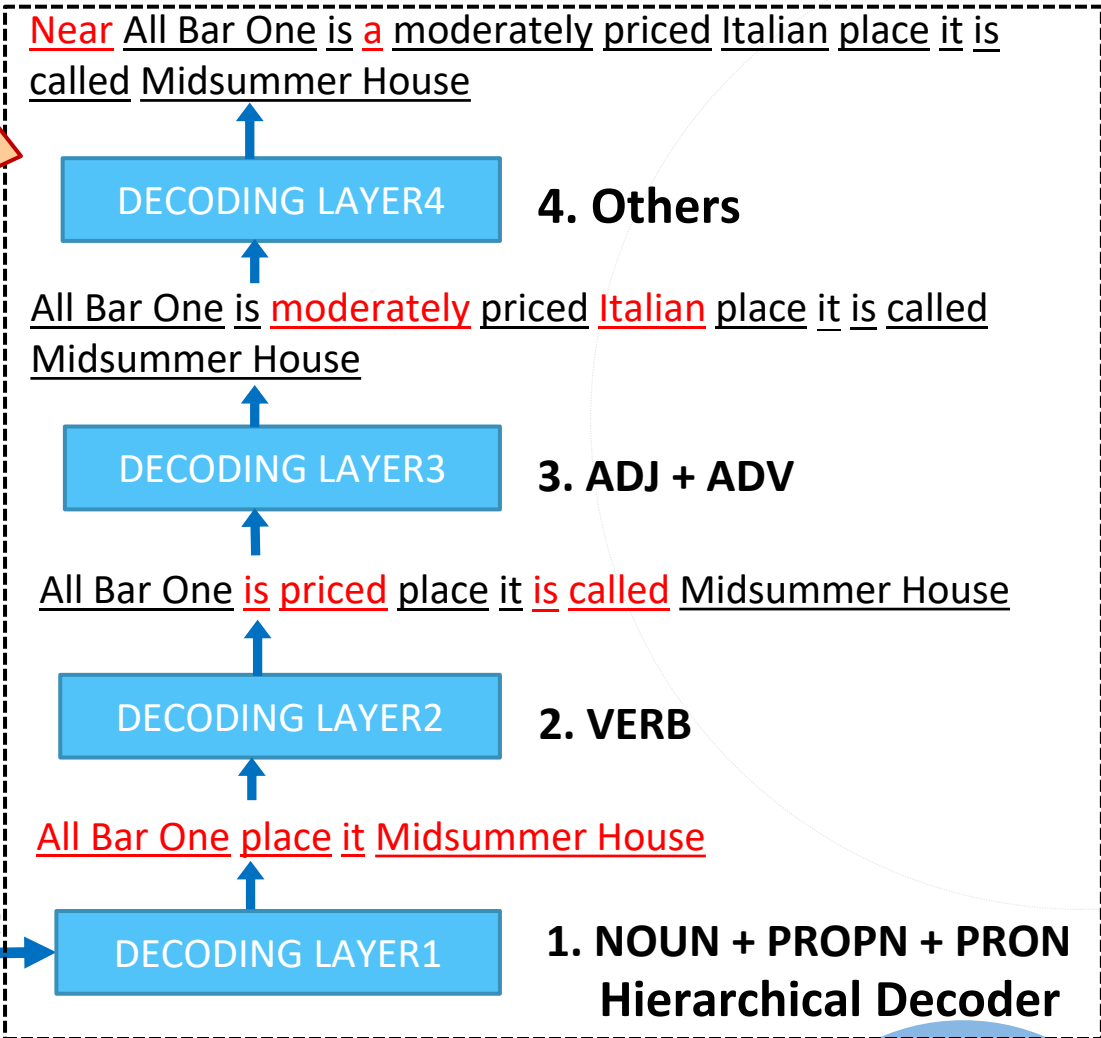 Near All Bar One is a moderately priced Italian place it is
called Midsummer House
DECODING LAYER4
4. Others
All Bar One is moderately priced Italian place it is called
Midsummer House
DECODING LAYER3
3. ADJ + ADV
All Bar One is priced place it is called Midsummer House
DECODING LAYER2
2. VERB
All Bar One place it Midsummer House
DECODING LAYER1
1. NOUN + PROPN + PRON
Hierarchical Decoder